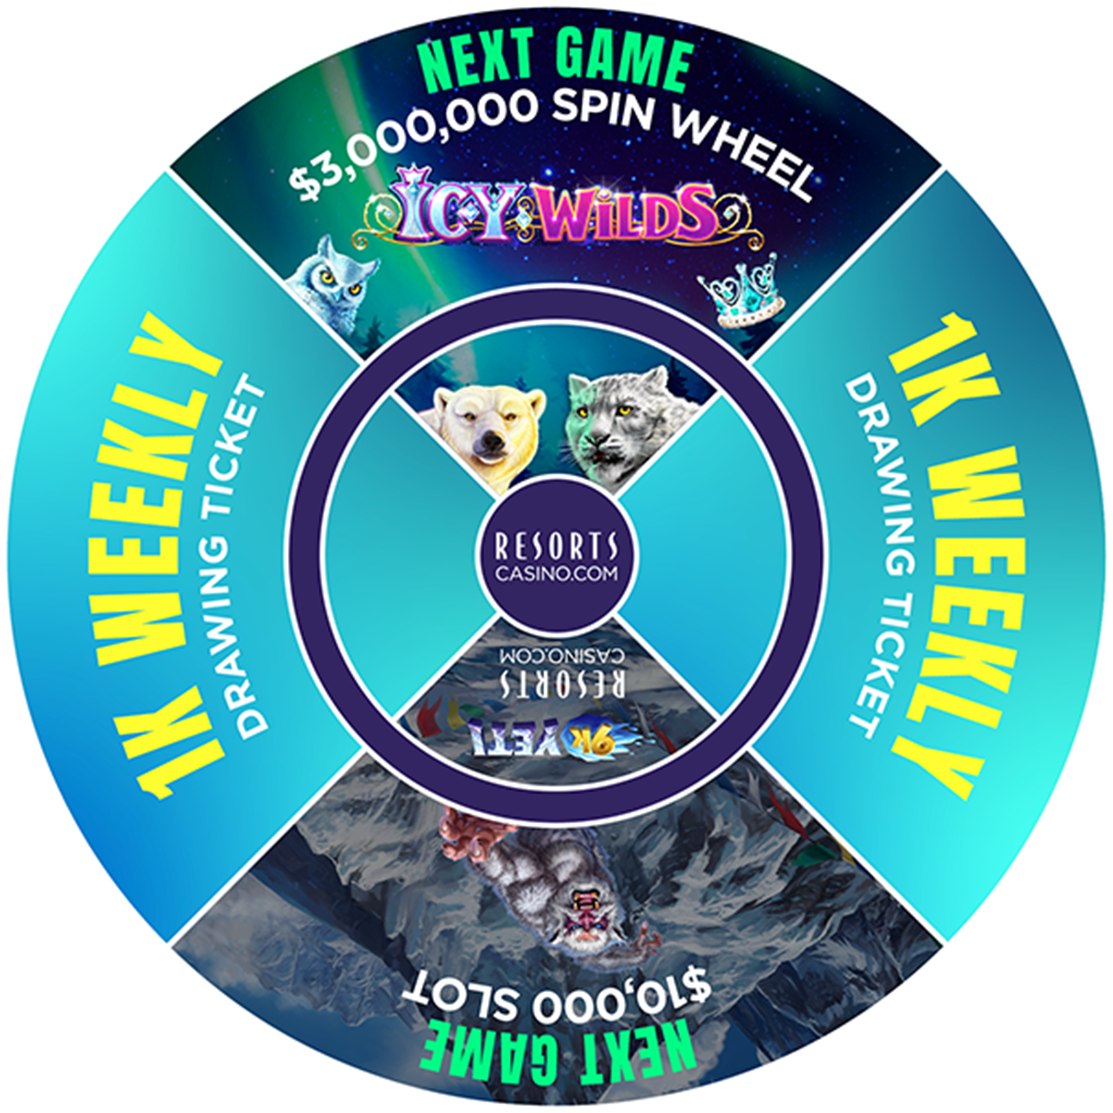 NEXT GAME
$3,000,000 SPIN WHEEL
ICY WILDS
1K WEEKLY
DRAWING TICKET
1K WEEKLY
DRAWING TICKET
RESORTS
CASINO.COM
NEXT GAME
$10,000 SLOT
9K YETI
RESORTS
CASINO.COM